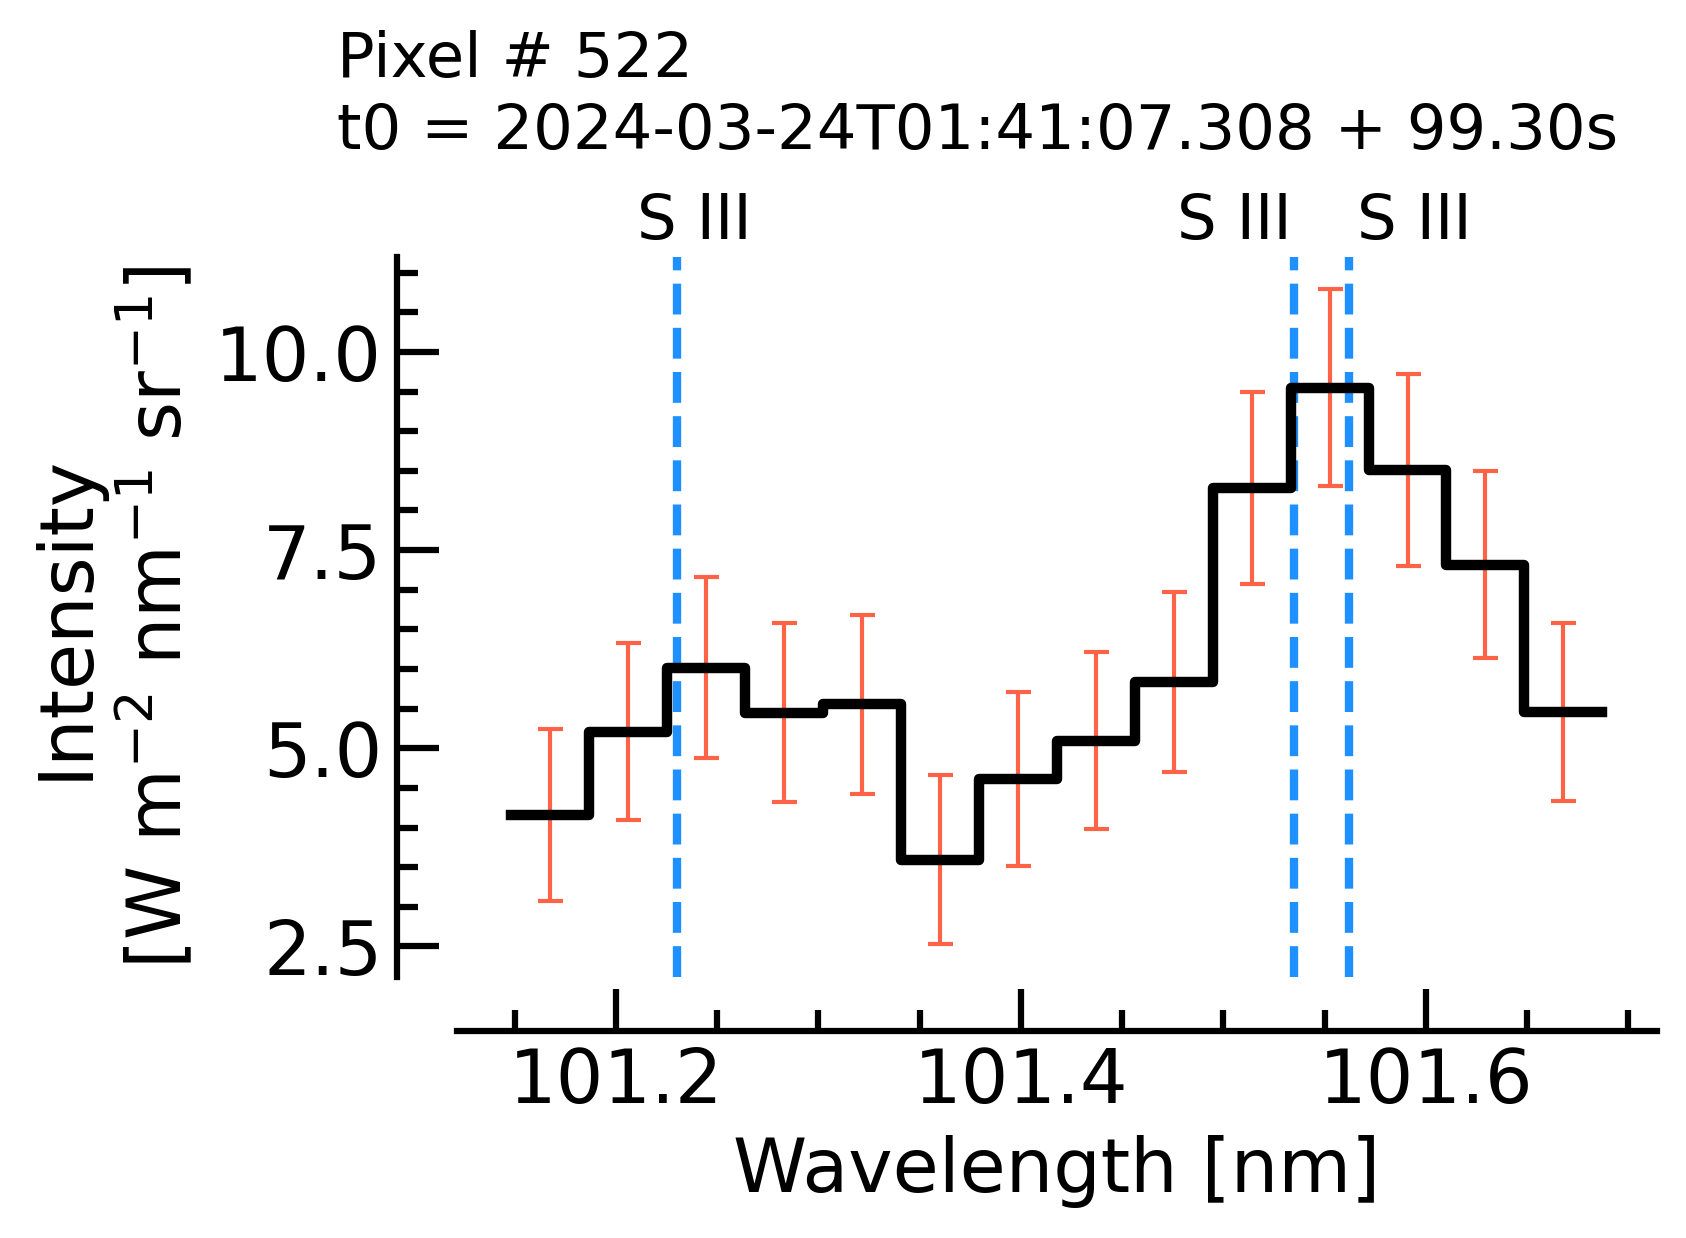 Pixel # 522
t0 = 2024-03-24T01:41:07.308 + 99.30s
S III S III S III
Intensity
[W m⁻² nm⁻¹ sr⁻¹]
10.0
7.5
5.0
2.5
101.2 101.4 101.6
Wavelength [nm]